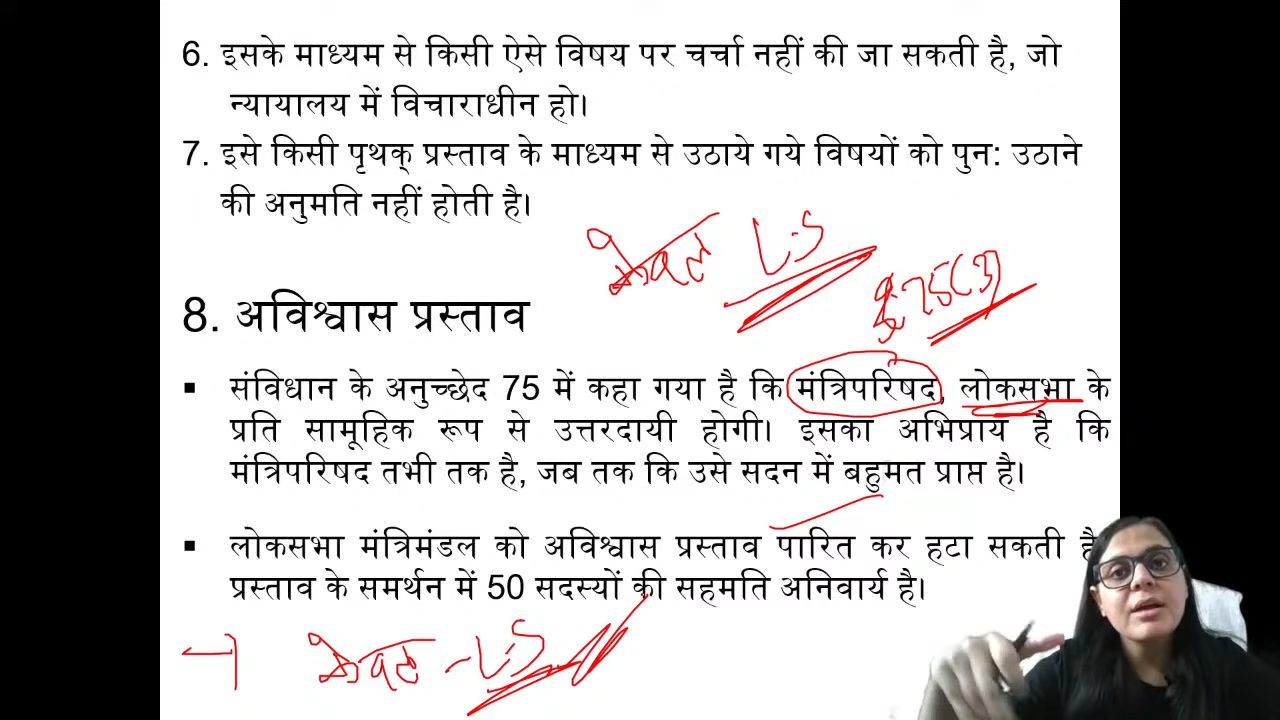 6. इसके माध्यम से किसी ऐसे विषय पर चर्चा नहीं की जा सकती है, जो
न्यायालय में विचाराधीन हो।
7. इसे किसी पृथक् प्रस्ताव के माध्यम से उठाये गये विषयों को पुन: उठाने
की अनुमति नहीं होती है।
केवल L.S
8. अविश्वास प्रस्ताव
75(3)
▪ संविधान के अनुच्छेद 75 में कहा गया है कि मंत्रिपरिषद, लोकसभा के
प्रति सामूहिक रूप से उत्तरदायी होगी। इसका अभिप्राय है कि
मंत्रिपरिषद तभी तक है, जब तक कि उसे सदन में बहुमत प्राप्त है।
▪ लोकसभा मंत्रिमंडल को अविश्वास प्रस्ताव पारित कर हटा सकती है
प्रस्ताव के समर्थन में 50 सदस्यों की सहमति अनिवार्य है।
केवल - L.S